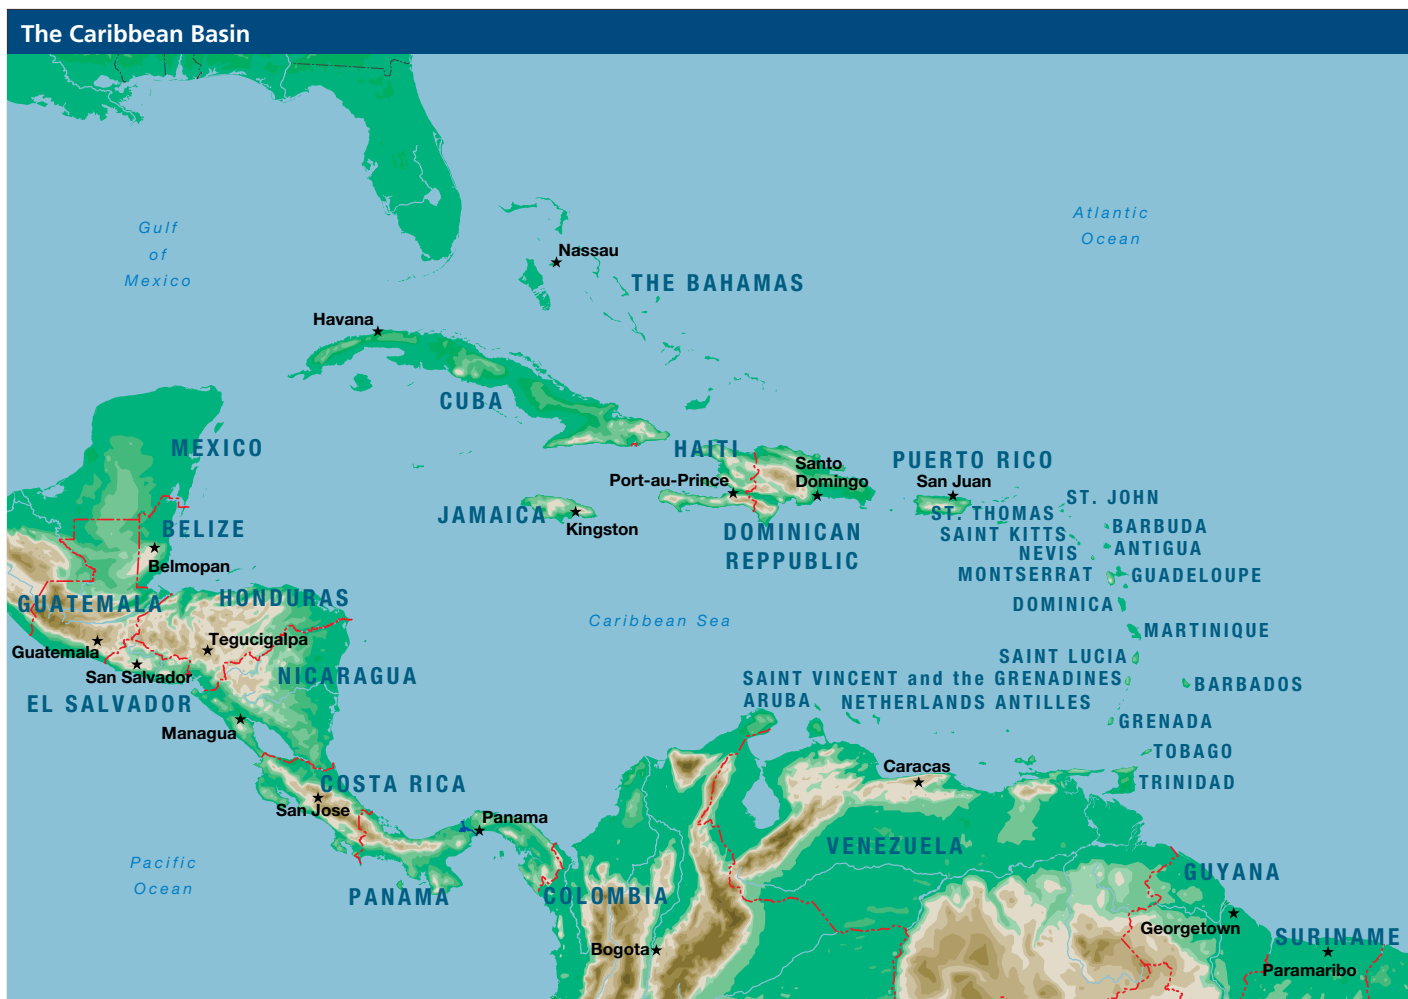 The Caribbean Basin
Gulf
of
Mexico
Atlantic
Ocean
Nassau
THE BAHAMAS
Havana
CUBA
MEXICO
HAITI
Santo
Domingo
PUERTO RICO
San Juan
Port-au-Prince
ST. JOHN
JAMAICA
Kingston
ST. THOMAS
BELIZE
DOMINICAN
REPPUBLIC
SAINT KITTS
BARBUDA
NEVIS
ANTIGUA
Belmopan
MONTSERRAT
GUADELOUPE
GUATEMALA
HONDURAS
DOMINICA
Caribbean Sea
MARTINIQUE
Guatemala
Tegucigalpa
SAINT LUCIA
San Salvador
NICARAGUA
SAINT VINCENT and the GRENADINES
BARBADOS
EL SALVADOR
ARUBA
NETHERLANDS ANTILLES
GRENADA
Managua
TOBAGO
Caracas
TRINIDAD
COSTA RICA
San Jose
Panama
VENEZUELA
Pacific
Ocean
GUYANA
PANAMA
COLOMBIA
Georgetown
Bogota
SURINAME
Paramaribo